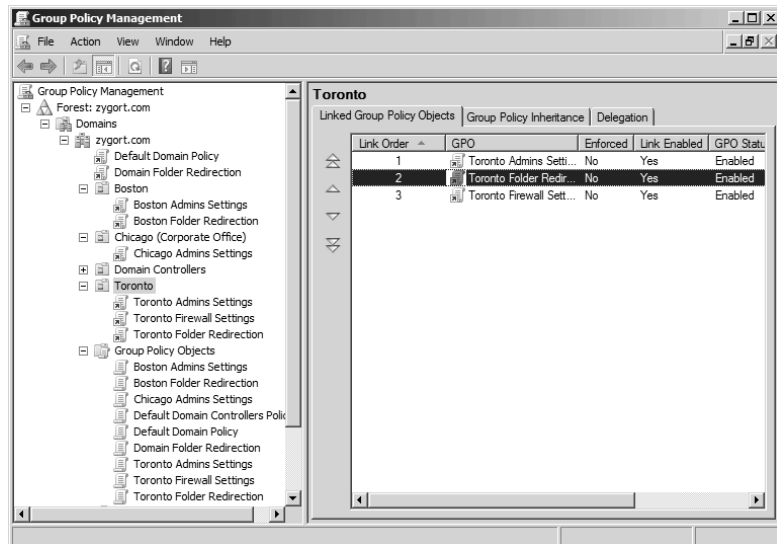 Group Policy Management
File Action View Window Help
Group Policy Management
Forest: zygort.com
Domains
zygort.com
Default Domain Policy
Domain Folder Redirection
Boston
Boston Admins Settings
Boston Folder Redirection
Chicago (Corporate Office)
Chicago Admins Settings
Domain Controllers
Toronto
Toronto Admins Settings
Toronto Firewall Settings
Toronto Folder Redirection
Group Policy Objects
Boston Admins Settings
Boston Folder Redirection
Chicago Admins Settings
Default Domain Controllers Polic
Default Domain Policy
Domain Folder Redirection
Toronto Admins Settings
Toronto Firewall Settings
Toronto Folder Redirection
Toronto
Linked Group Policy Objects Group Policy Inheritance Delegation
Link Order GPO Enforced Link Enabled GPO Statu
1 Toronto Admins Setti... No Yes Enabled
2 Toronto Folder Redir... No Yes Enabled
3 Toronto Firewall Sett... No Yes Enabled